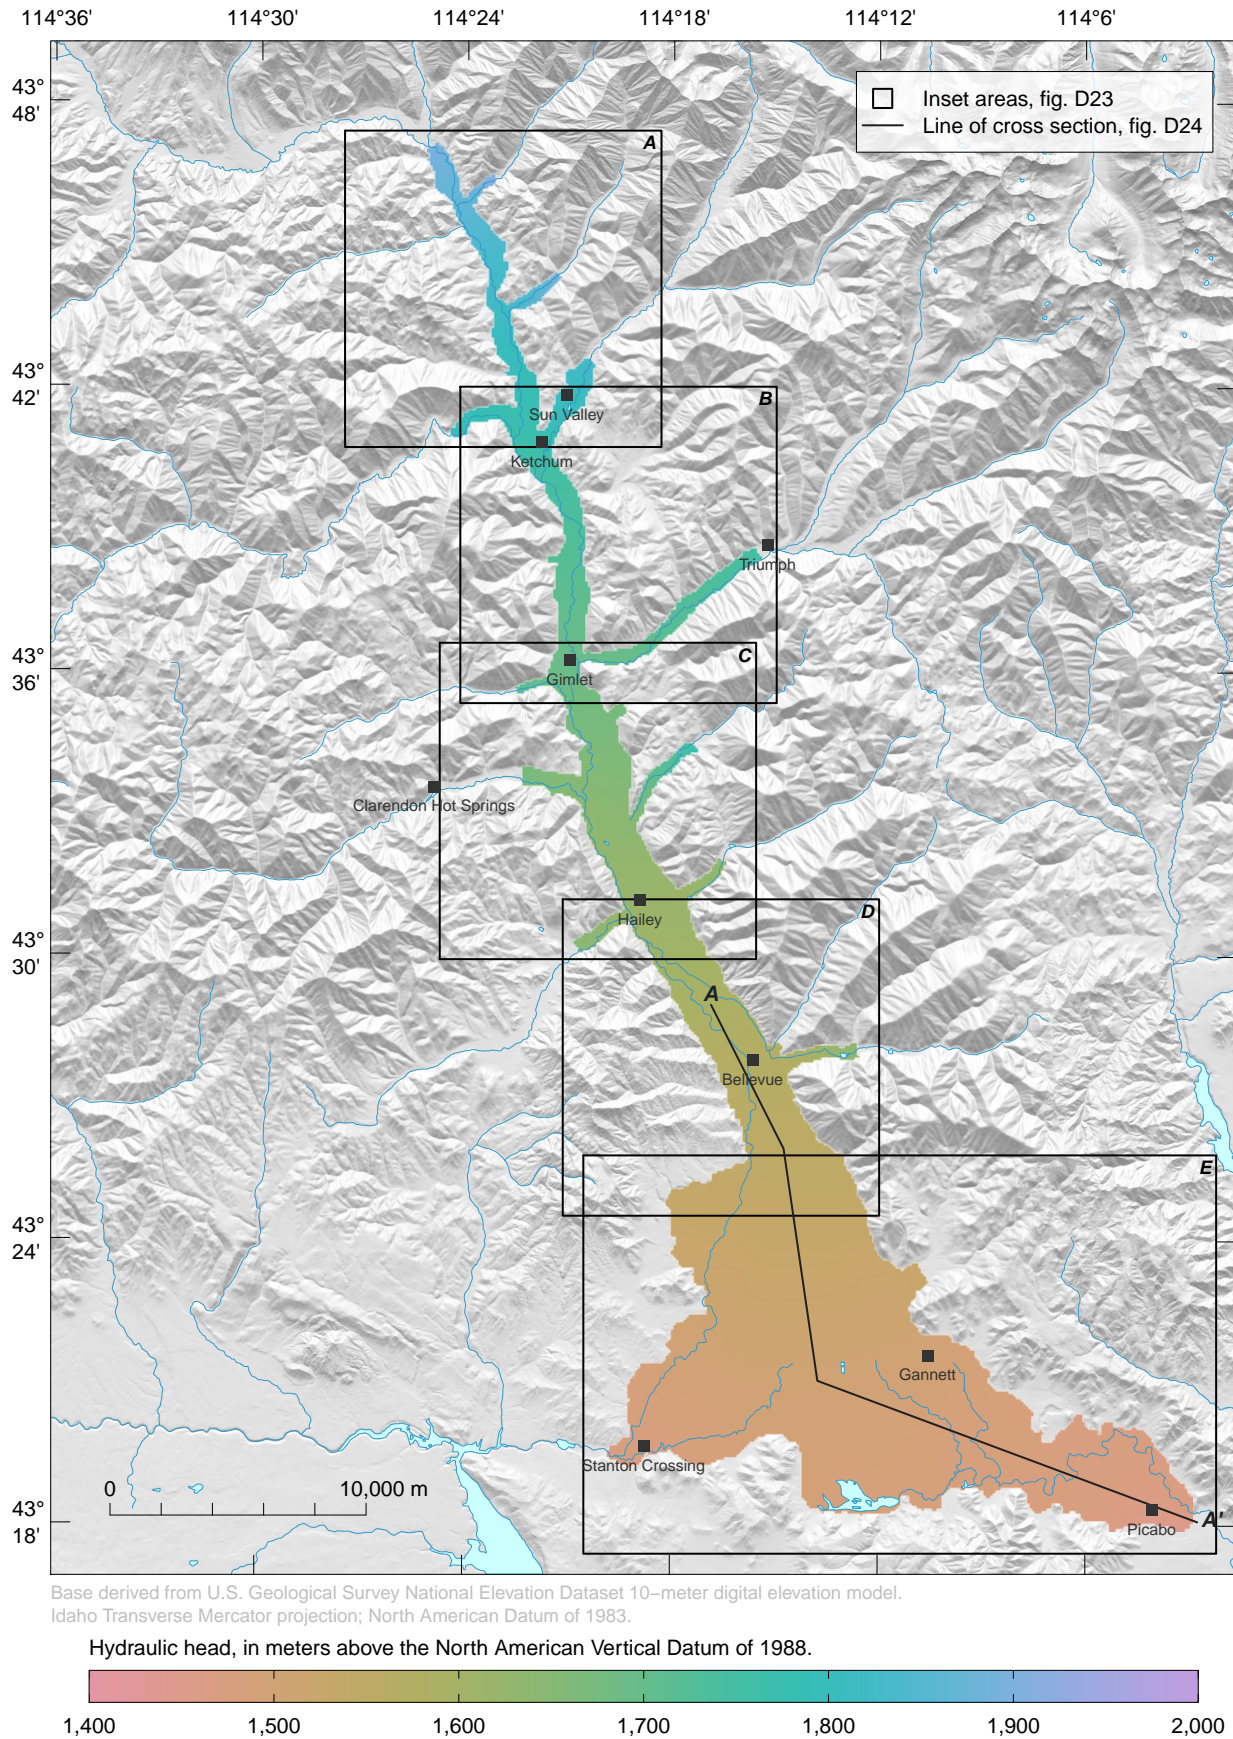 114°36' 114°30' 114°24' 114°18' 114°12' 114°6'
43°
48'
Inset areas, fig. D23
Line of cross section, fig. D24
A
43°
42'
B
Sun Valley
Ketchum
Triumph
43°
36'
C
Gimlet
Clarendon Hot Springs
Hailey
D
43°
30'
A
Bellevue
E
43°
24'
Gannett
Stanton Crossing
0 10,000 m
43°
18'
A'
Picabo
Base derived from U.S. Geological Survey National Elevation Dataset 10−meter digital elevation model.
Idaho Transverse Mercator projection; North American Datum of 1983.
Hydraulic head, in meters above the North American Vertical Datum of 1988.
1,400 1,500 1,600 1,700 1,800 1,900 2,000